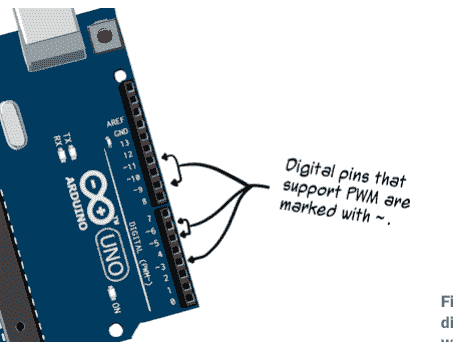 AREF
GND
13
12
~11
~10
~9
8
7
~6
~5
4
~3
2
1
0
DIGITAL (PWM~)
TX
RX
ARDUINO
TM
UNO
ON
Digital pins that
support PWM are
marked with ~.
Fi
di